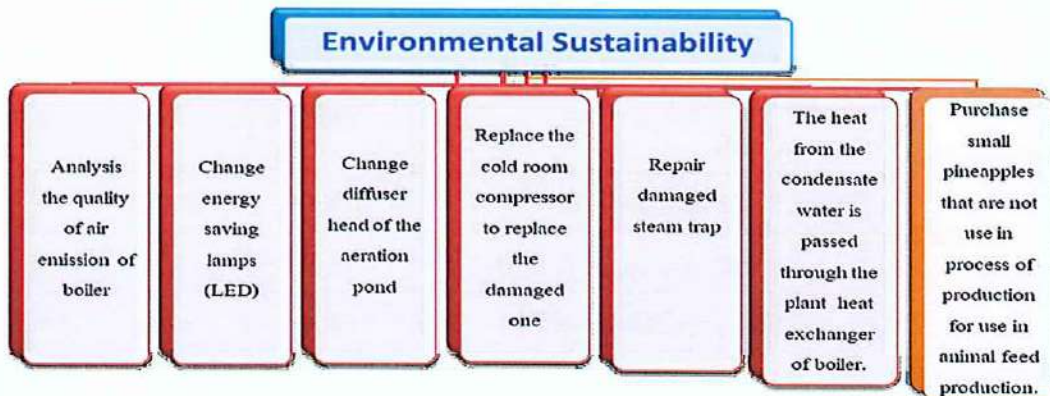 Environmental Sustainability
Analysis
the quality
of air
emission of
boiler
Change
energy
saving
lamps
(LED)
Change
diffuser
head of the
aeration
pond
Replace the
cold room
compressor
to replace
the
damaged
one
Repair
damaged
steam trap
The heat
from the
condensate
water is
passed
through the
plant heat
exchanger
of boiler.
Purchase
small
pineapples
that are not
use in
process of
production
for use in
animal feed
production.